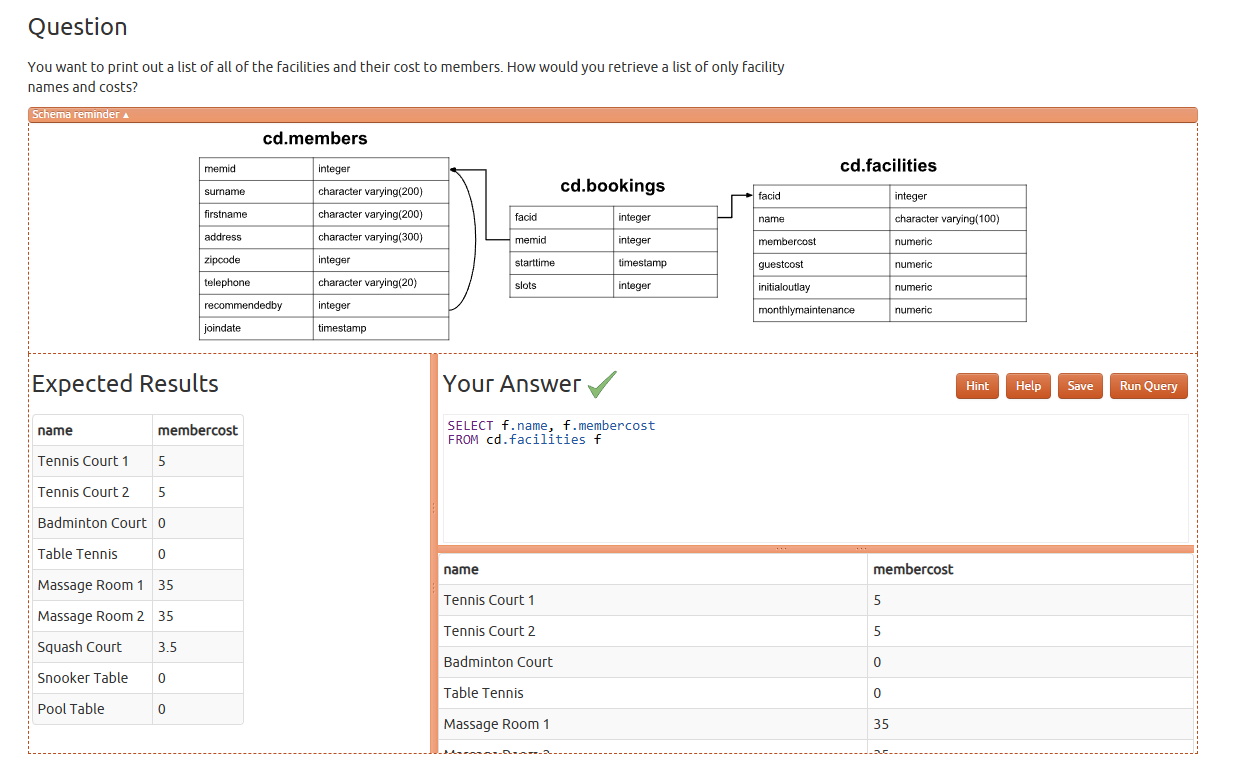 Question
You want to print out a list of all of the facilities and their cost to members. How would you retrieve a list of only facility
names and costs?
Schema reminder ▲
cd.members
memid integer
surname character varying(200)
firstname character varying(200)
address character varying(300)
zipcode integer
telephone character varying(20)
recommendedby integer
joindate timestamp
cd.bookings
facid integer
memid integer
starttime timestamp
slots integer
cd.facilities
facid integer
name character varying(100)
membercost numeric
guestcost numeric
initialoutlay numeric
monthlymaintenance numeric
Expected Results
name membercost
Tennis Court 1 5
Tennis Court 2 5
Badminton Court 0
Table Tennis 0
Massage Room 1 35
Massage Room 2 35
Squash Court 3.5
Snooker Table 0
Pool Table 0
Your Answer
Hint Help Save Run Query
SELECT f.name, f.membercost
FROM cd.facilities f
name membercost
Tennis Court 1 5
Tennis Court 2 5
Badminton Court 0
Table Tennis 0
Massage Room 1 35
Massage Room 2 35